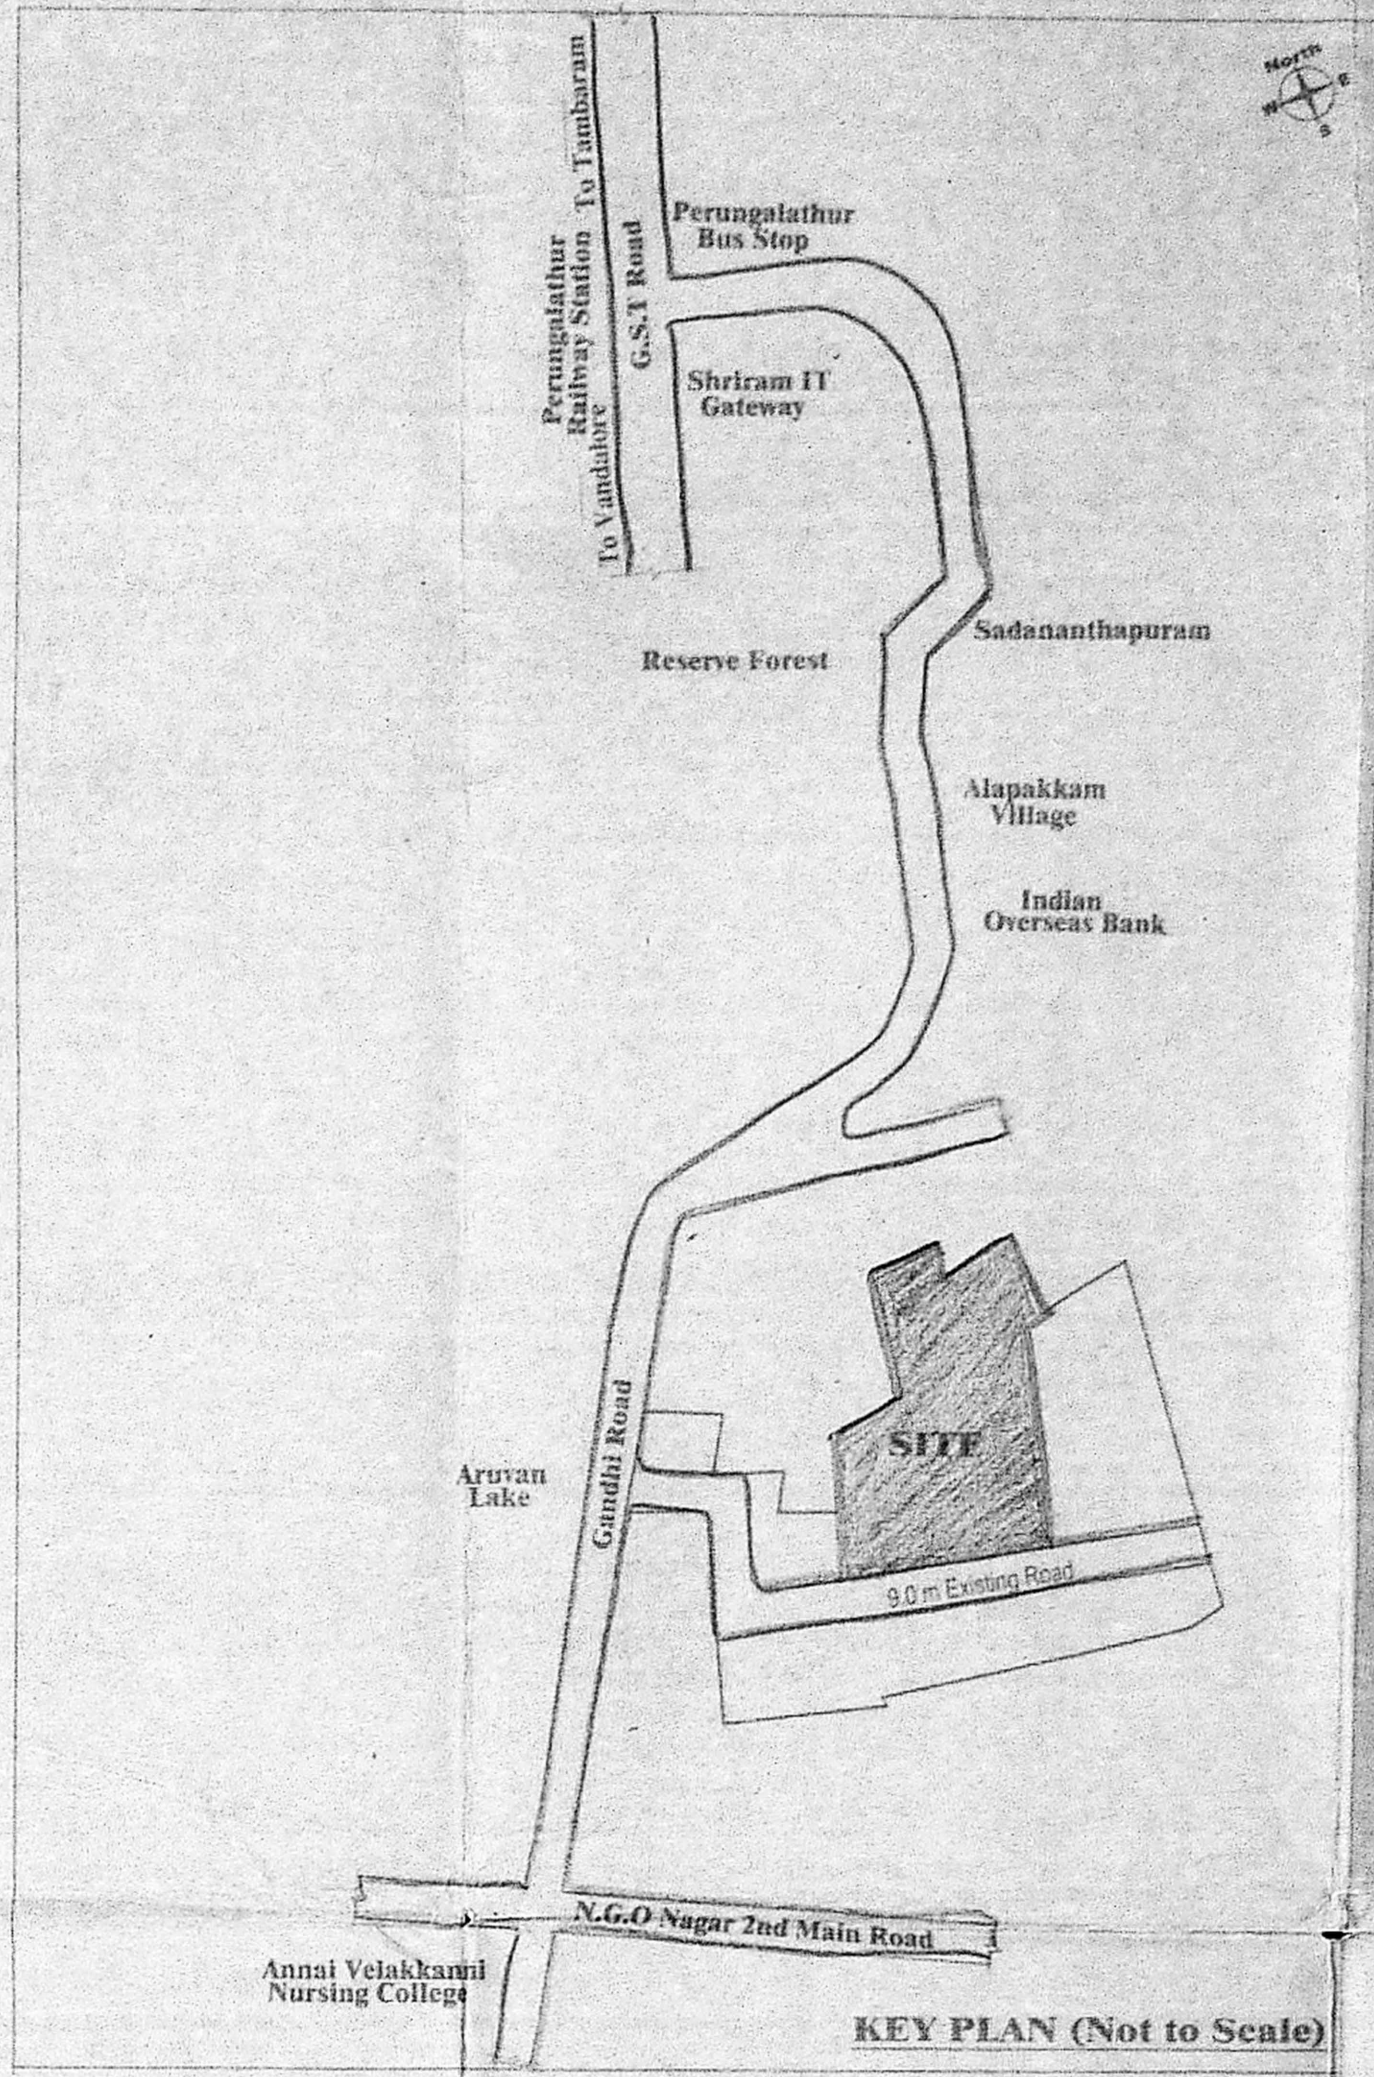 North
W E
S
To Tambaram
Perungalathur
Railway Station
To Vandalore
G.S.T Road
Perungalathur
Bus Stop
Shriram IT
Gateway
Sadananthapuram
Reserve Forest
Alapakkam
Village
Indian
Overseas Bank
SITE
Gandhi Road
Aruvan
Lake
9.0 m Existing Road
N.G.O Nagar 2nd Main Road
Annai Velakkanni
Nursing College
KEY PLAN (Not to Scale)